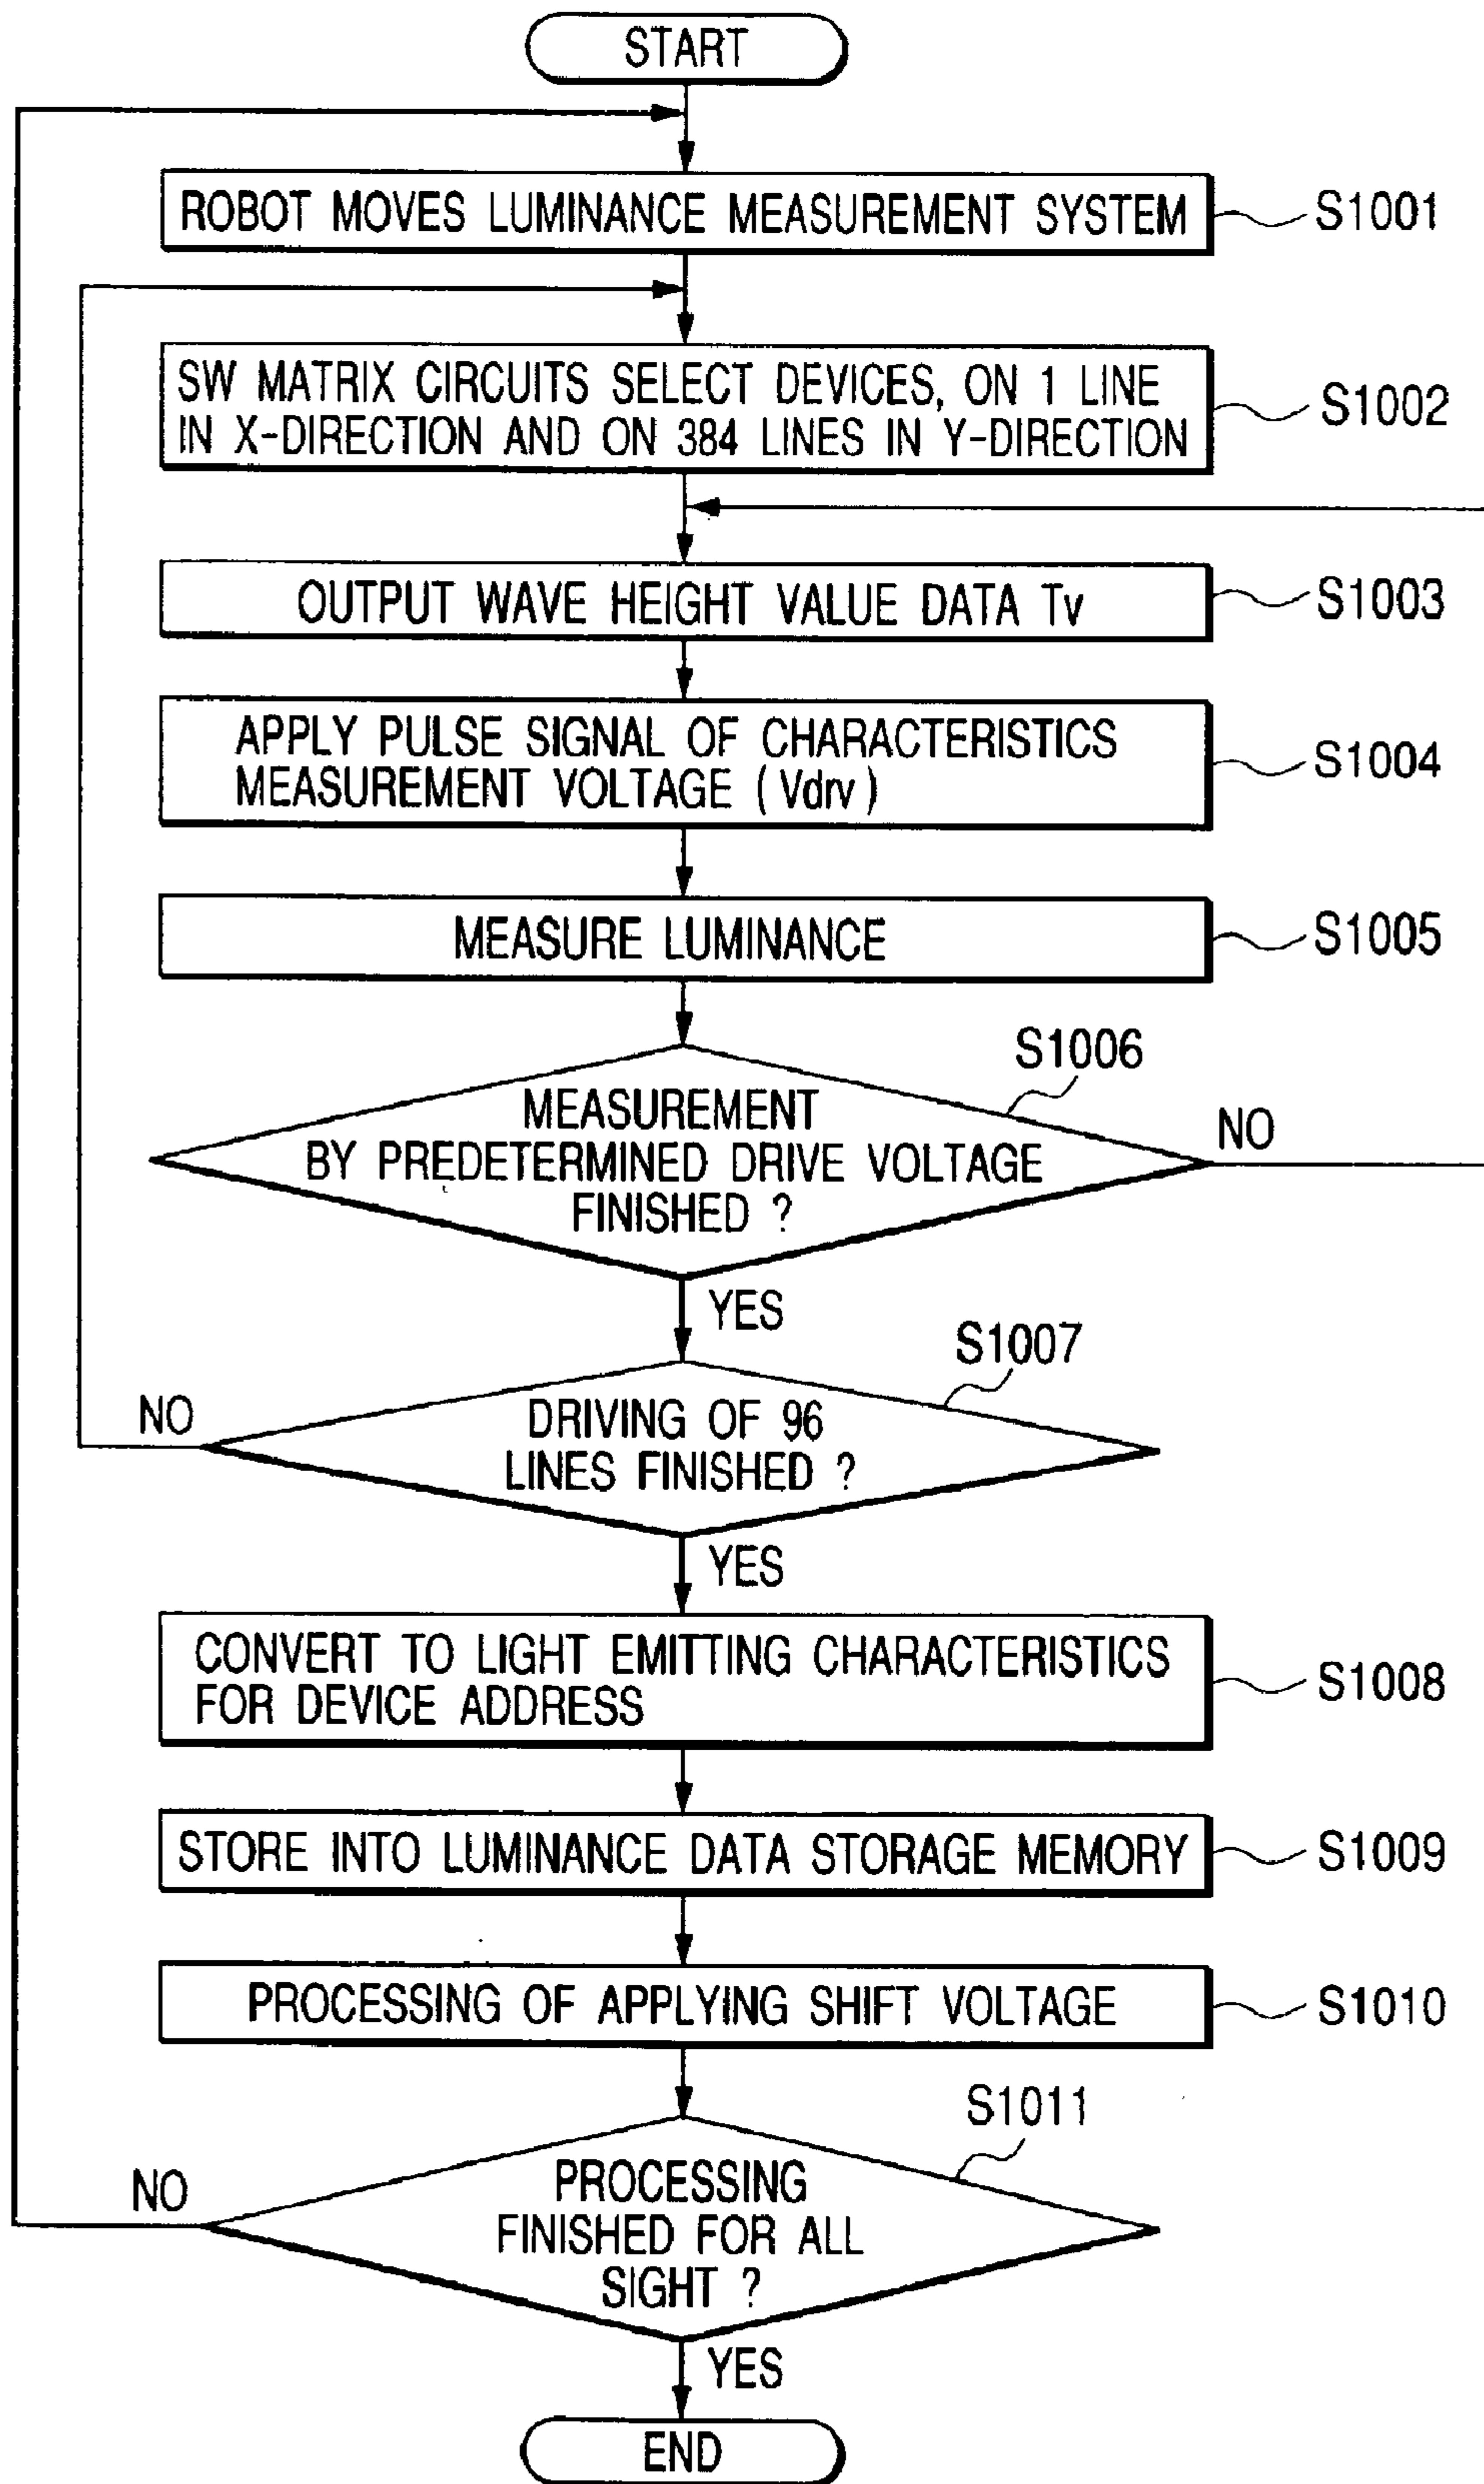 START
ROBOT MOVES LUMINANCE MEASUREMENT SYSTEM
S1001
SW MATRIX CIRCUITS SELECT DEVICES, ON 1 LINE
IN X-DIRECTION AND ON 384 LINES IN Y-DIRECTION
S1002
OUTPUT WAVE HEIGHT VALUE DATA Tv
S1003
APPLY PULSE SIGNAL OF CHARACTERISTICS
MEASUREMENT VOLTAGE (Vdrv)
S1004
MEASURE LUMINANCE
S1005
S1006
MEASUREMENT
BY PREDETERMINED DRIVE VOLTAGE
FINISHED ?
NO
YES
S1007
DRIVING OF 96
LINES FINISHED ?
NO
YES
CONVERT TO LIGHT EMITTING CHARACTERISTICS
FOR DEVICE ADDRESS
S1008
STORE INTO LUMINANCE DATA STORAGE MEMORY
S1009
PROCESSING OF APPLYING SHIFT VOLTAGE
S1010
S1011
PROCESSING
FINISHED FOR ALL
SIGHT ?
NO
YES
END